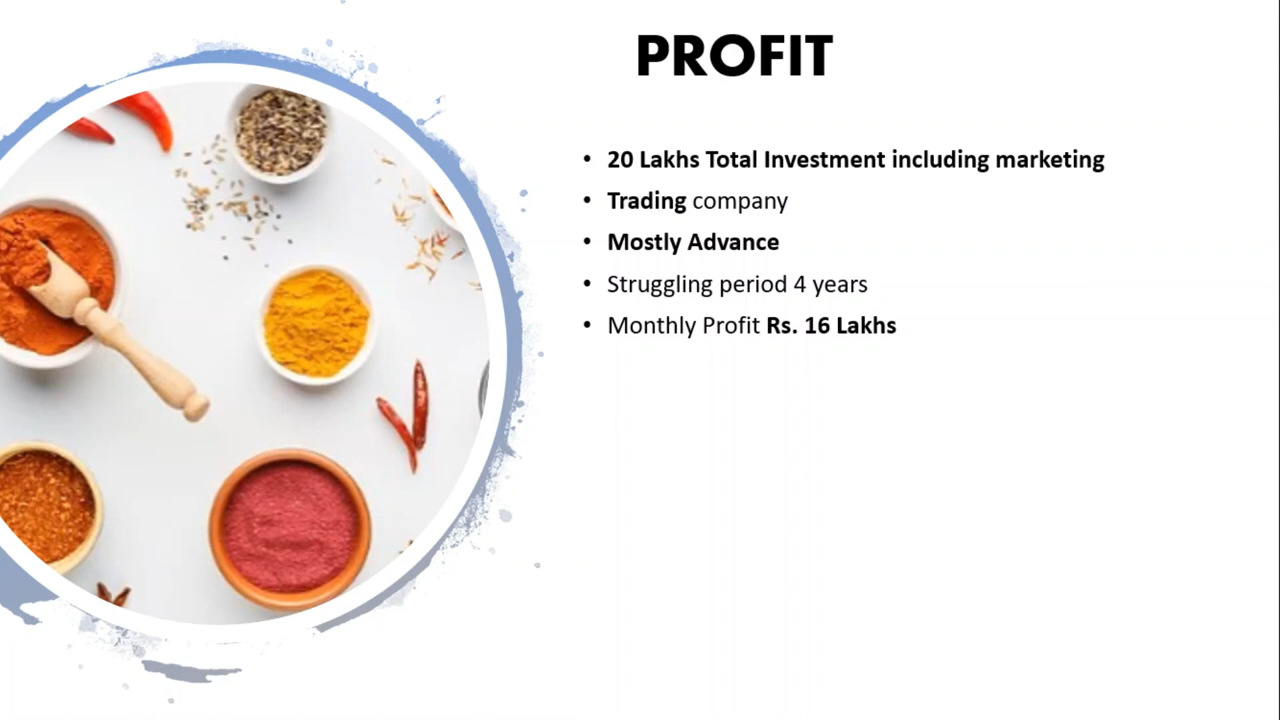 PROFIT
• 20 Lakhs Total Investment including marketing
• Trading company
• Mostly Advance
• Struggling period 4 years
• Monthly Profit Rs. 16 Lakhs